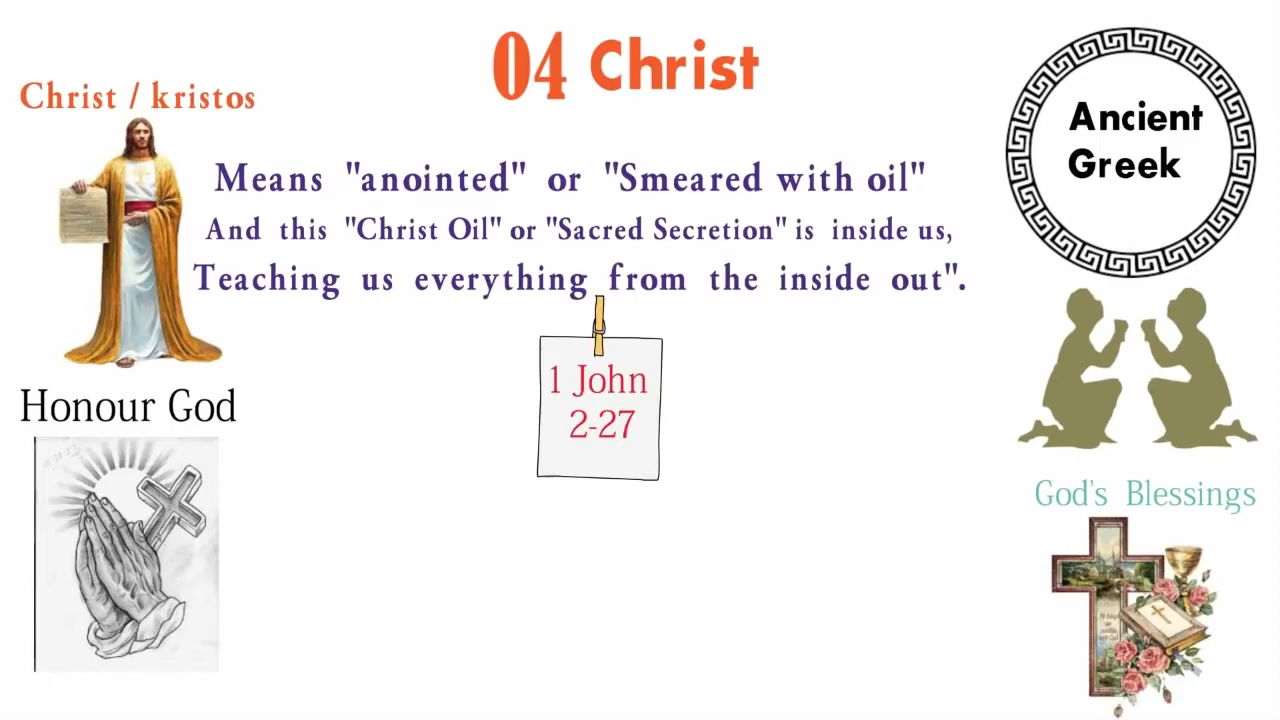 04 Christ
Christ / kristos
Ancient
Greek
Means "anointed" or "Smeared with oil"
And this "Christ Oil" or "Sacred Secretion" is inside us,
Teaching us everything from the inside out".
1 John
2-27
Honour God
God's Blessings